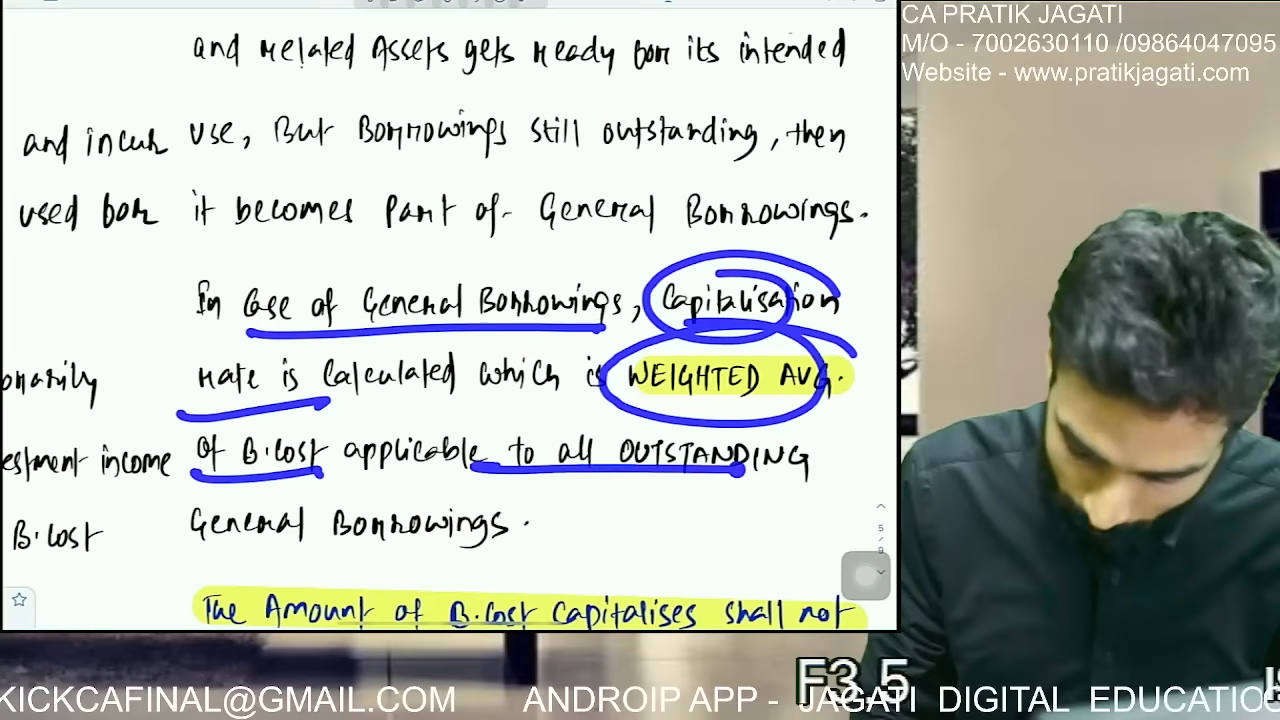 CA PRATIK JAGATI
M/O - 7002630110 /09864047095
Website - www.pratikjagati.com
and related Assets gets ready for its intended
and incur use, But Borrowings still outstanding, then
used for it becomes Part of General Borrowings.
In Case of General Borrowings, Capitalisation
onarily rate is Calculated which is WEIGHTED AVG.
estment income of B.Cost applicable to all OUTSTANDING
B.Cost General Borrowings.
The Amount of B.Cost Capitalises shall not
5
/
9
F3.5
KICKCAFINAL@GMAIL.COM ANDROIP APP - JAGATI DIGITAL EDUCATIO